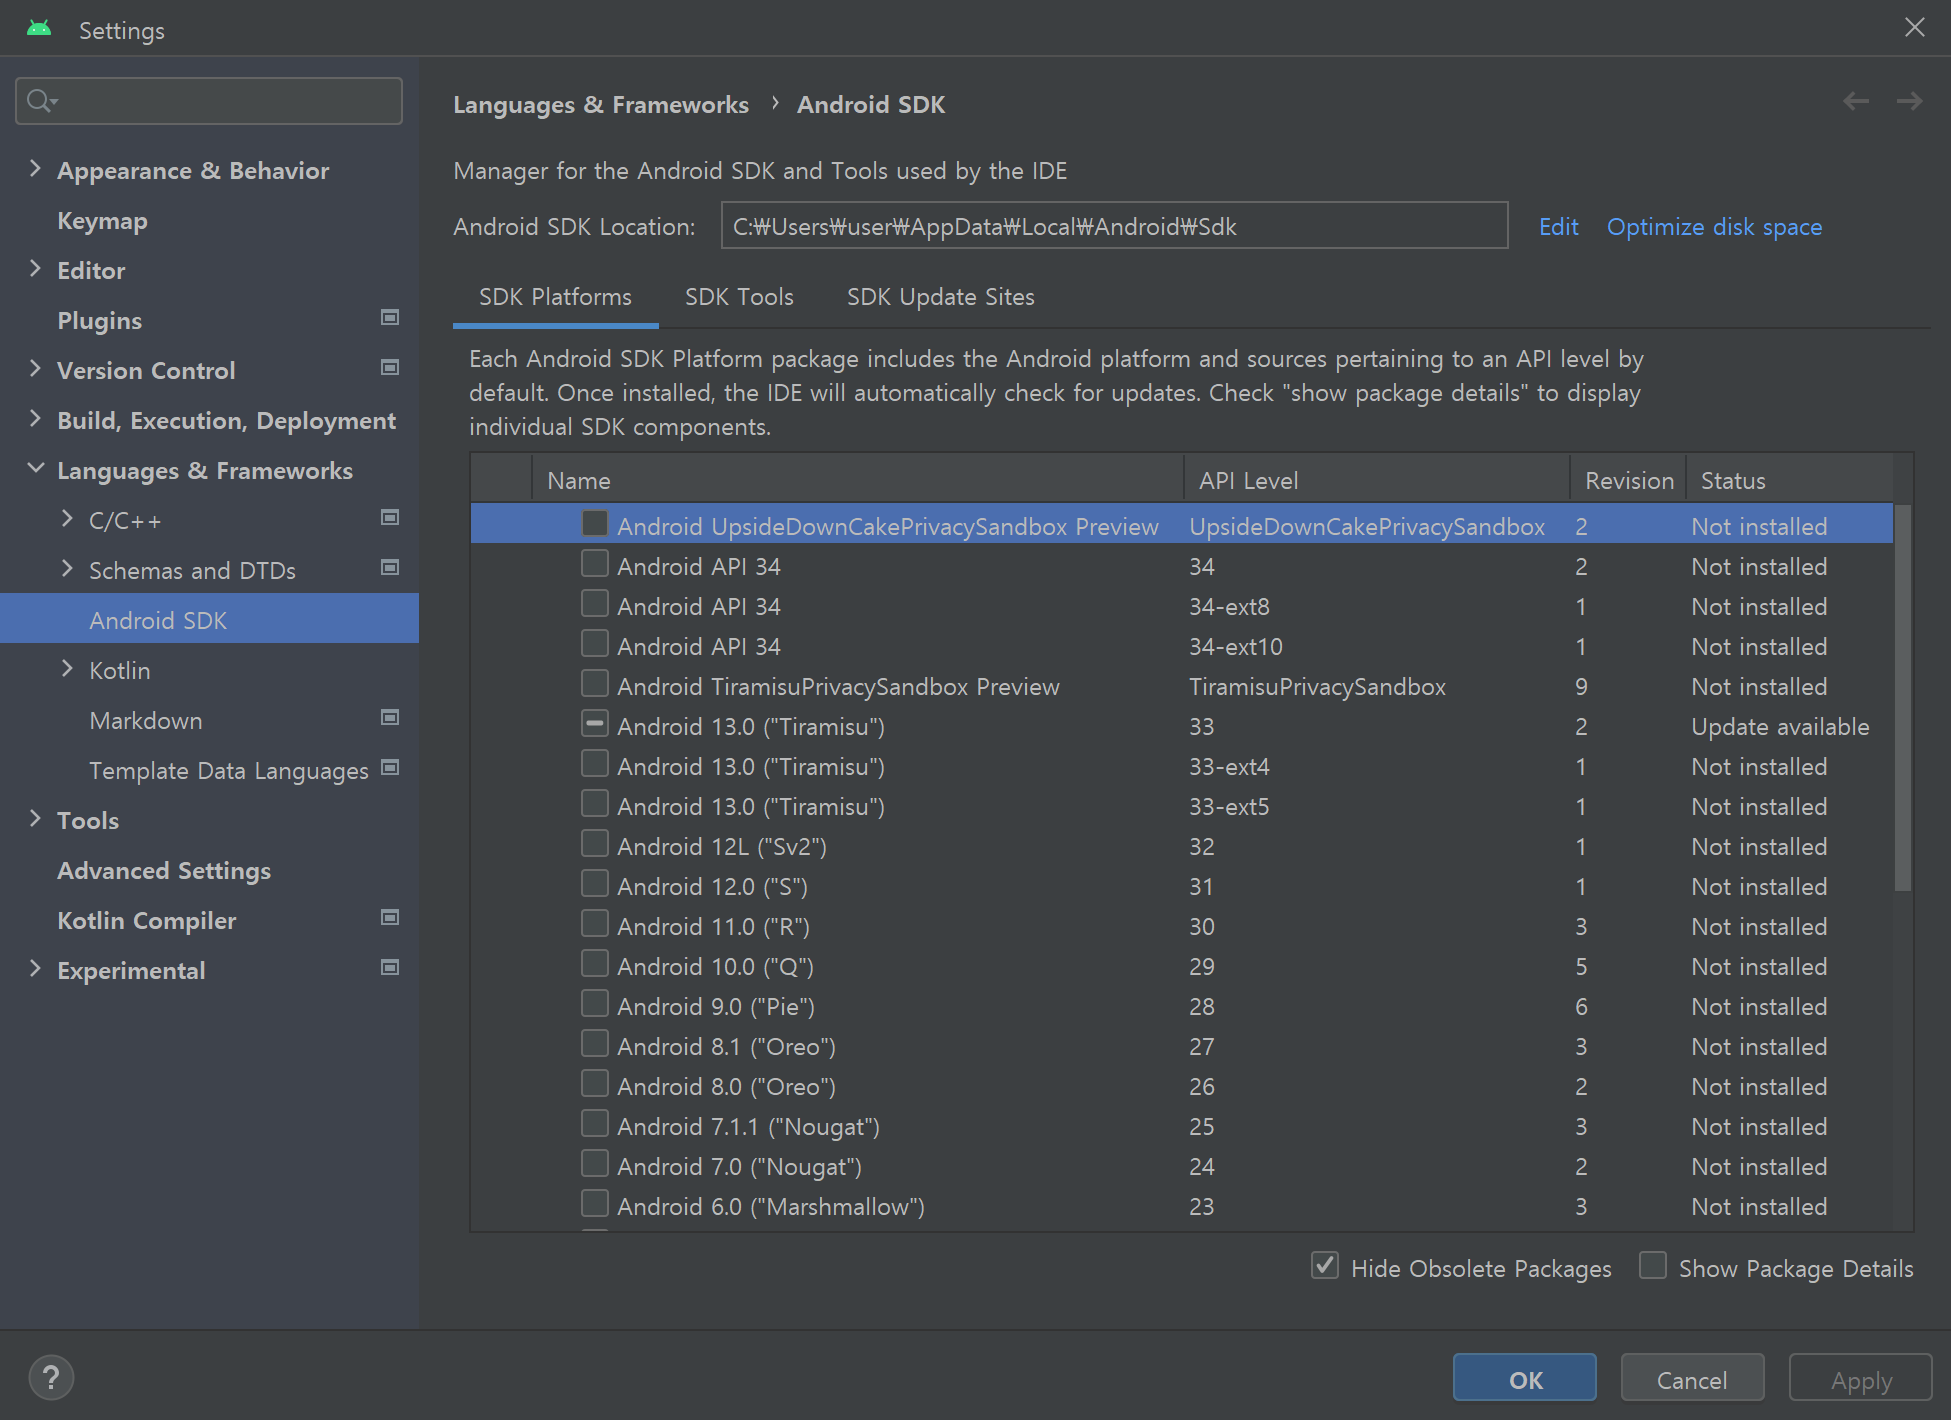 Settings
Appearance & Behavior
Keymap
Editor
Plugins
Version Control
Build, Execution, Deployment
Languages & Frameworks
C/C++
Schemas and DTDs
Android SDK
Kotlin
Markdown
Template Data Languages
Tools
Advanced Settings
Kotlin Compiler
Experimental
Languages & Frameworks › Android SDK
Manager for the Android SDK and Tools used by the IDE
Android SDK Location: C:₩Users₩user₩AppData₩Local₩Android₩Sdk Edit Optimize disk space
SDK Platforms SDK Tools SDK Update Sites
Each Android SDK Platform package includes the Android platform and sources pertaining to an API level by
default. Once installed, the IDE will automatically check for updates. Check "show package details" to display
individual SDK components.
Name API Level Revision Status
Android UpsideDownCakePrivacySandbox Preview UpsideDownCakePrivacySandbox 2 Not installed
Android API 34 34 2 Not installed
Android API 34 34-ext8 1 Not installed
Android API 34 34-ext10 1 Not installed
Android TiramisuPrivacySandbox Preview TiramisuPrivacySandbox 9 Not installed
Android 13.0 ("Tiramisu") 33 2 Update available
Android 13.0 ("Tiramisu") 33-ext4 1 Not installed
Android 13.0 ("Tiramisu") 33-ext5 1 Not installed
Android 12L ("Sv2") 32 1 Not installed
Android 12.0 ("S") 31 1 Not installed
Android 11.0 ("R") 30 3 Not installed
Android 10.0 ("Q") 29 5 Not installed
Android 9.0 ("Pie") 28 6 Not installed
Android 8.1 ("Oreo") 27 3 Not installed
Android 8.0 ("Oreo") 26 2 Not installed
Android 7.1.1 ("Nougat") 25 3 Not installed
Android 7.0 ("Nougat") 24 2 Not installed
Android 6.0 ("Marshmallow") 23 3 Not installed
Hide Obsolete Packages Show Package Details
? OK Cancel Apply